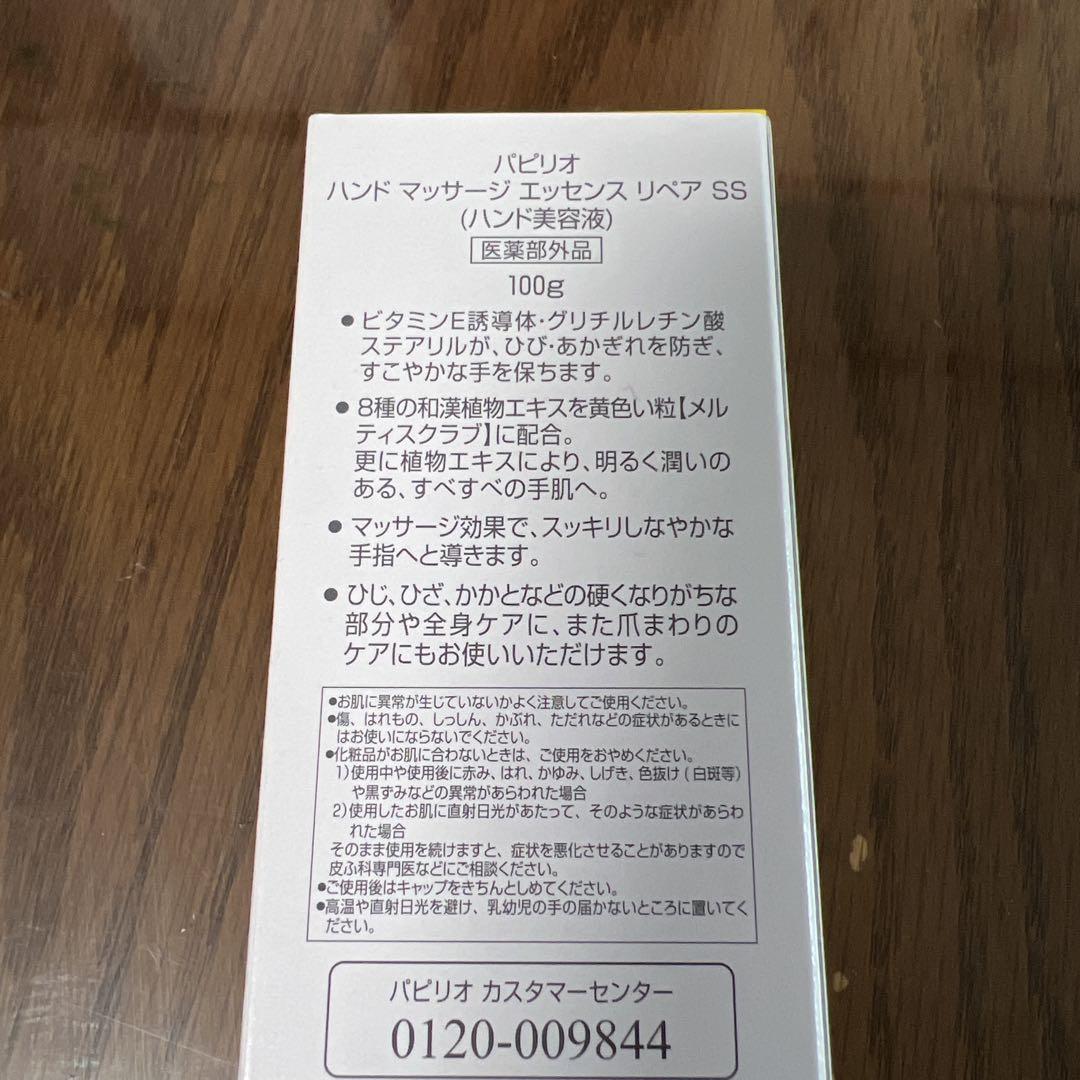 パピリオ
ハンド マッサージ エッセンス リペア SS
(ハンド美容液)
医薬部外品
100g
●ビタミンE誘導体・グリチルレチン酸
ステアリルが、ひび・あかぎれを防ぎ、
すこやかな手を保ちます。
●8種の和漢植物エキスを黄色い粒【メル
ティスクラブ】に配合。
更に植物エキスにより、明るく潤いの
ある、すべすべの手肌へ。
●マッサージ効果で、スッキリしなやかな
手指へと導きます。
●ひじ、ひざ、かかとなどの硬くなりがちな
部分や全身ケアに、また爪まわりの
ケアにもお使いいただけます。
●お肌に異常が生じていないかよく注意してご使用ください。
●傷、はれもの、しっしん、かぶれ、ただれなどの症状があるときに
はお使いにならないでください。
●化粧品がお肌に合わないときは、ご使用をおやめください。
1)使用中や使用後に赤み、はれ、かゆみ、しげき、色抜け(白斑等)
や黒ずみなどの異常があらわれた場合
2)使用したお肌に直射日光があたって、そのような症状があらわ
れた場合
そのまま使用を続けますと、症状を悪化させることがありますので
皮ふ科専門医などにご相談ください。
●ご使用後はキャップをきちんとしめてください。
●高温や直射日光を避け、乳幼児の手の届かないところに置いてく
ださい。
パピリオ カスタマーセンター
0120-009844